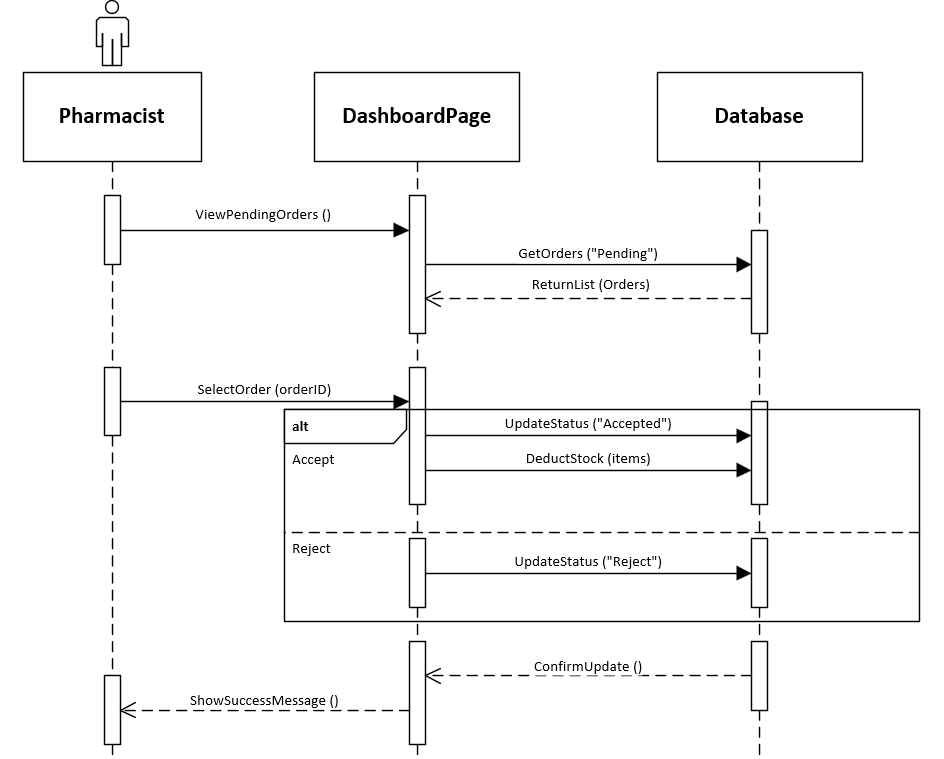 Pharmacist
DashboardPage
Database
ViewPendingOrders ()
GetOrders ("Pending")
ReturnList (Orders)
SelectOrder (orderID)
alt
UpdateStatus ("Accepted")
Accept
DeductStock (items)
Reject
UpdateStatus ("Reject")
ConfirmUpdate ()
ShowSuccessMessage ()